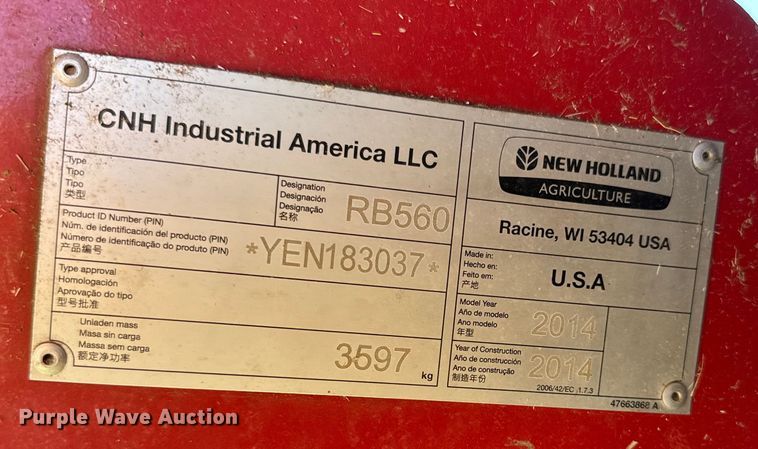 CNH Industrial America LLC
Type
Tipo
Tipo
类型
Designation
Designación
Designação
名称
RB560
Product ID Number (PIN)
Núm. de identificación del producto (PIN)
Número de identificação do produto (PIN)
产品编号
*YEN183037*
Type approval
Homologación
Aprovação do tipo
型号批准
Unladen mass
Masa sin carga
Massa sem carga
额定净功率
3597
kg
NEW HOLLAND
AGRICULTURE
Racine, WI 53404 USA
Made in:
Hecho en:
Feito em:
产地
U.S.A
Model Year
Año de modelo
Ano modelo
年型
2014
Year of Construction
Año de construcción
Ano de construção
制造年份
2014
2006/42/EC 1.7.3
47663868 A
Purple Wave Auction